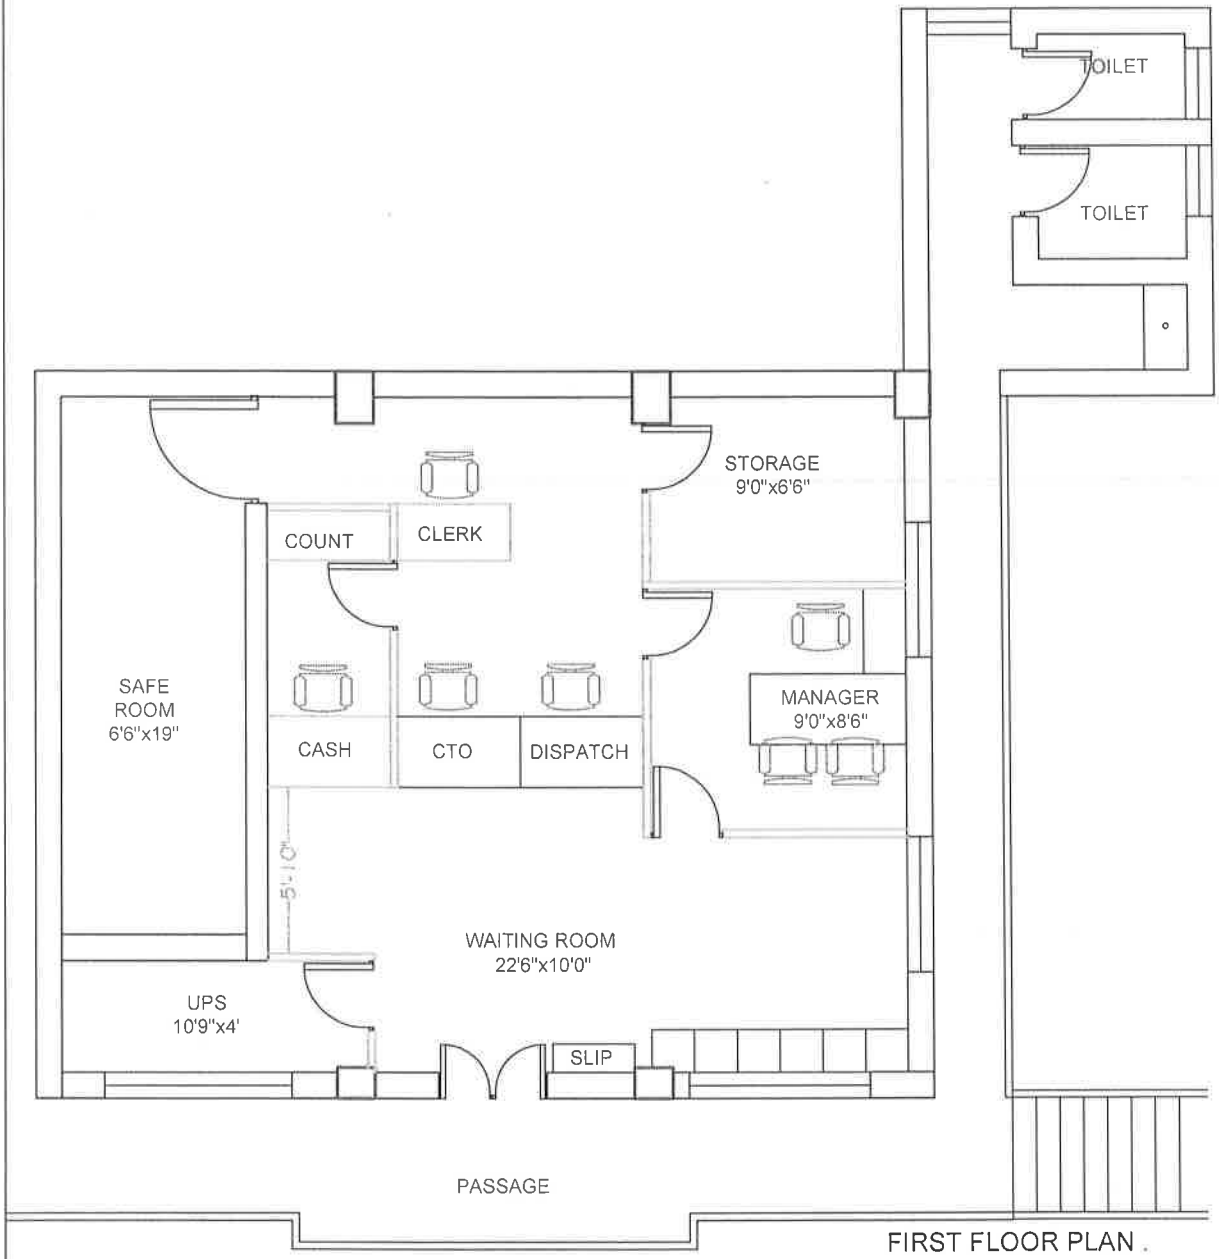 TOILET
TOILET
STORAGE
9'0"x6'6"
COUNT
CLERK
SAFE
ROOM
6'6"x19"
MANAGER
9'0"x8'6"
CASH
CTO
DISPATCH
5'-10"
WAITING ROOM
22'6"x10'0"
UPS
10'9"x4'
SLIP
PASSAGE
FIRST FLOOR PLAN .